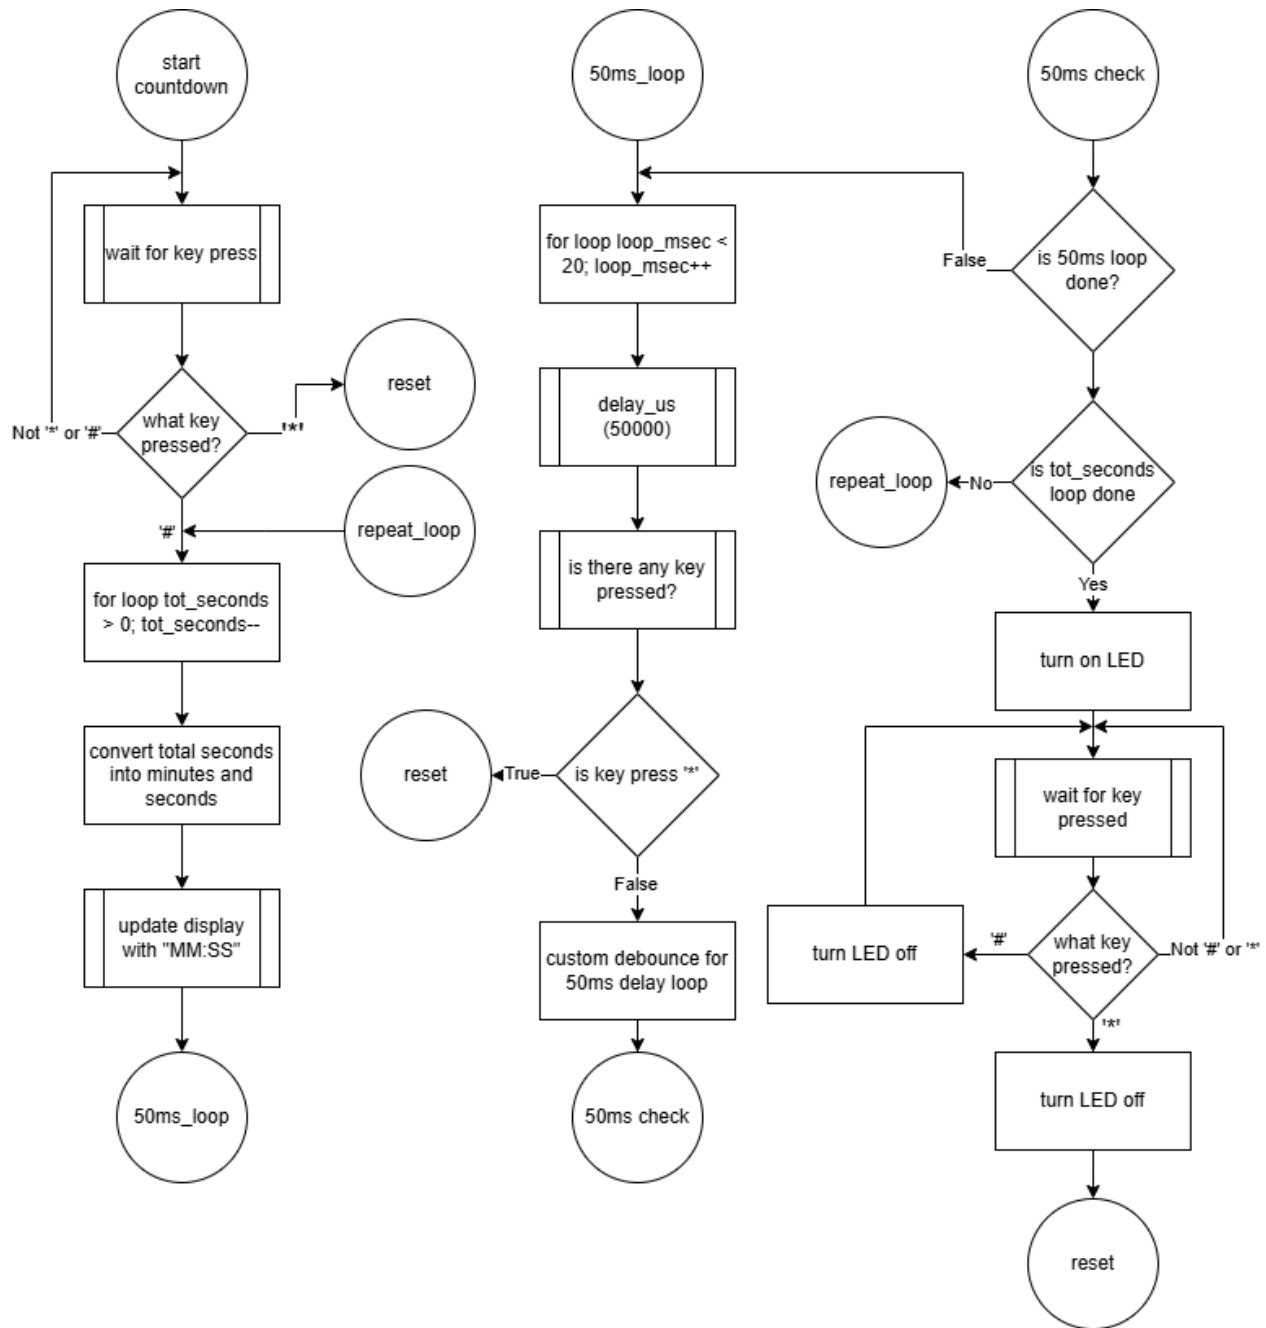 start
countdown
wait for key press
what key
pressed?
Not '*' or '#'
'*'
reset
'#'
repeat_loop
for loop tot_seconds
> 0; tot_seconds--
convert total seconds
into minutes and
seconds
update display
with "MM:SS"
50ms_loop
50ms_loop
for loop loop_msec <
20; loop_msec++
delay_us
(50000)
is there any key
pressed?
is key press '*'
True
reset
False
custom debounce for
50ms delay loop
50ms check
50ms check
is 50ms loop
done?
False
is tot_seconds
loop done
No
repeat_loop
Yes
turn on LED
wait for key
pressed
what key
pressed?
'#'
turn LED off
Not '#' or '*'
'*'
turn LED off
reset